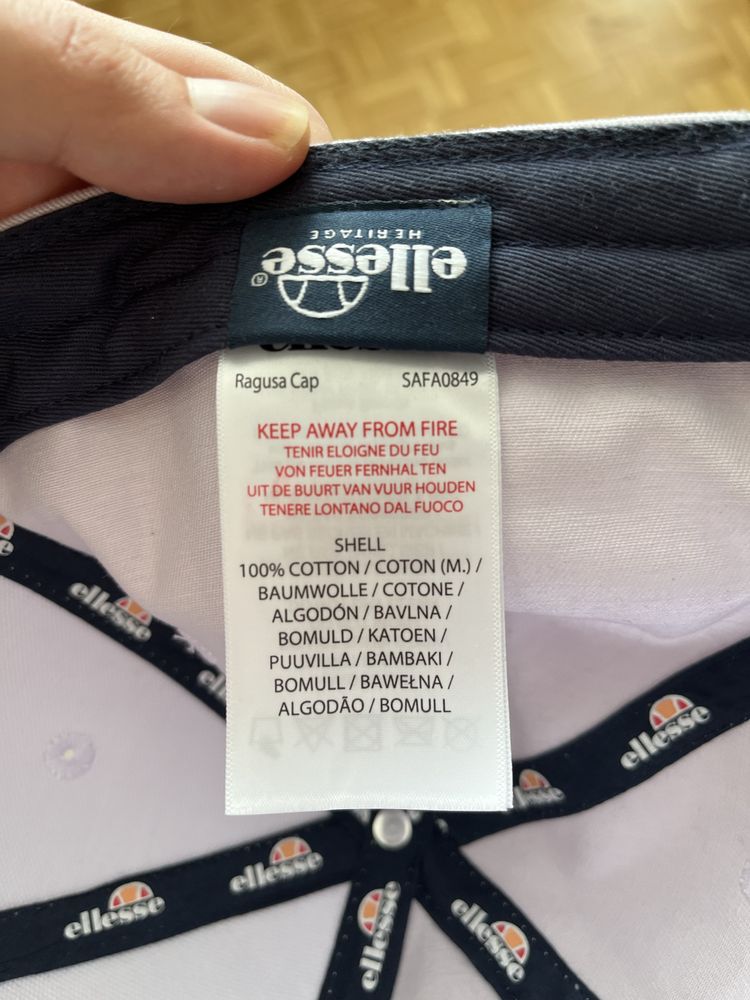 ellesse®
HERITAGE
Ragusa Cap SAFA0849
KEEP AWAY FROM FIRE
TENIR ELOIGNE DU FEU
VON FEUER FERNHAL TEN
UIT DE BUURT VAN VUUR HOUDEN
TENERE LONTANO DAL FUOCO
SHELL
100% COTTON / COTON (M.) /
BAUMWOLLE / COTONE /
ALGODÓN / BAVLNA /
BOMULD / KATOEN /
PUUVILLA / BAMBAKI /
BOMULL / BAWEŁNA /
ALGODÃO / BOMULL
ellesse
ellesse
ellesse
ellesse
ellesse
ellesse
ellesse